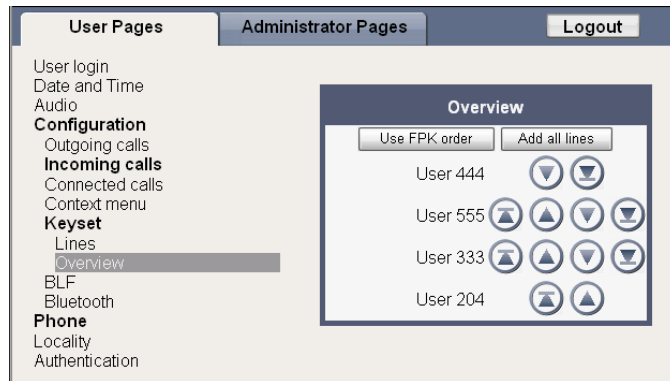 User Pages
Administrator Pages
Logout
User login
Date and Time
Audio
Configuration
Outgoing calls
Incoming calls
Connected calls
Context menu
Keyset
Lines
Overview
BLF
Bluetooth
Phone
Locality
Authentication
Overview
Use FPK order
Add all lines
User 444
User 555
User 333
User 204